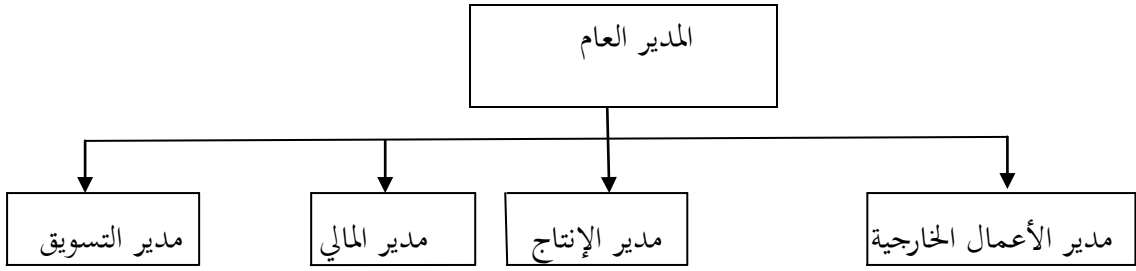 المدير العام
مدير الأعمال الخارجية
مدير الإنتاج
مدير المالي
مدير التسويق